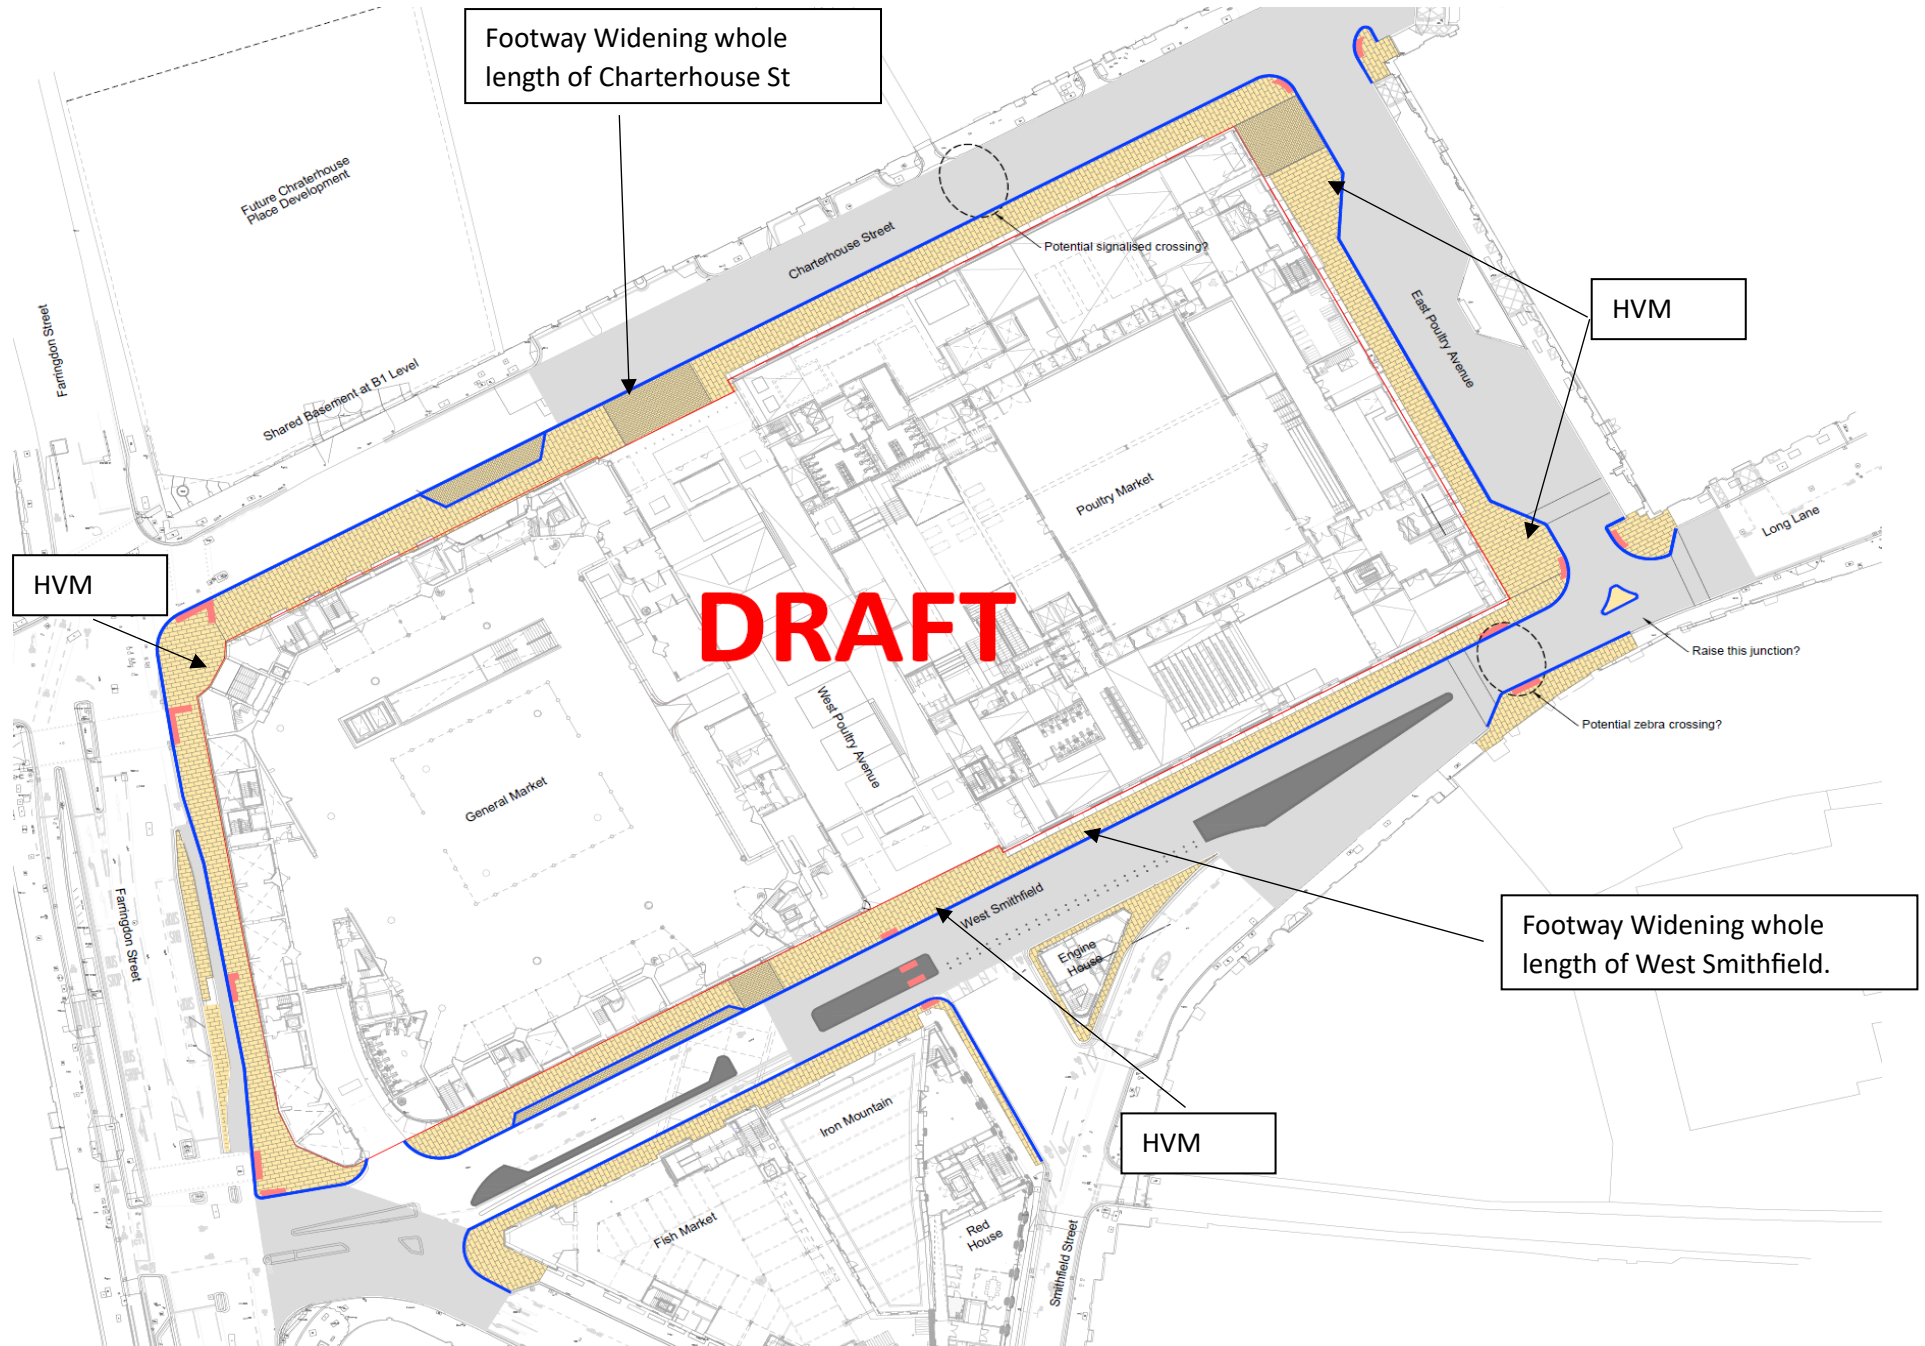 Footway Widening whole
length of Charterhouse St
Future Chraterhouse
Place Development
Farringdon Street
Shared Basement at B1 Level
Charterhouse Street
Potential signalised crossing?
HVM
East Poultry Avenue
Poultry Market
Long Lane
HVM
DRAFT
Raise this junction?
Potential zebra crossing?
West Poultry Avenue
General Market
Farringdon Street
West Smithfield
Engine
House
Footway Widening whole
length of West Smithfield.
Iron Mountain
HVM
Fish Market
Red
House
Smithfield Street